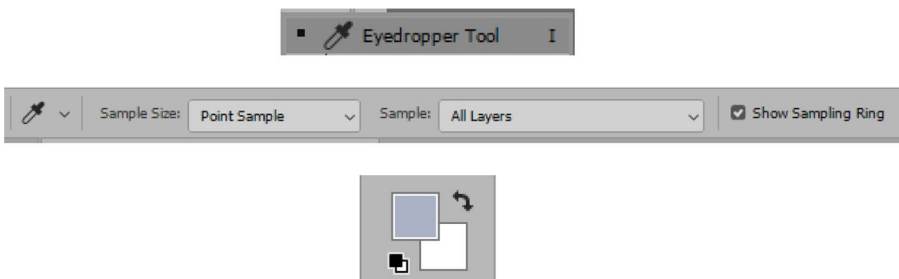 Eyedropper Tool I
Sample Size: Point Sample Sample: All Layers Show Sampling Ring